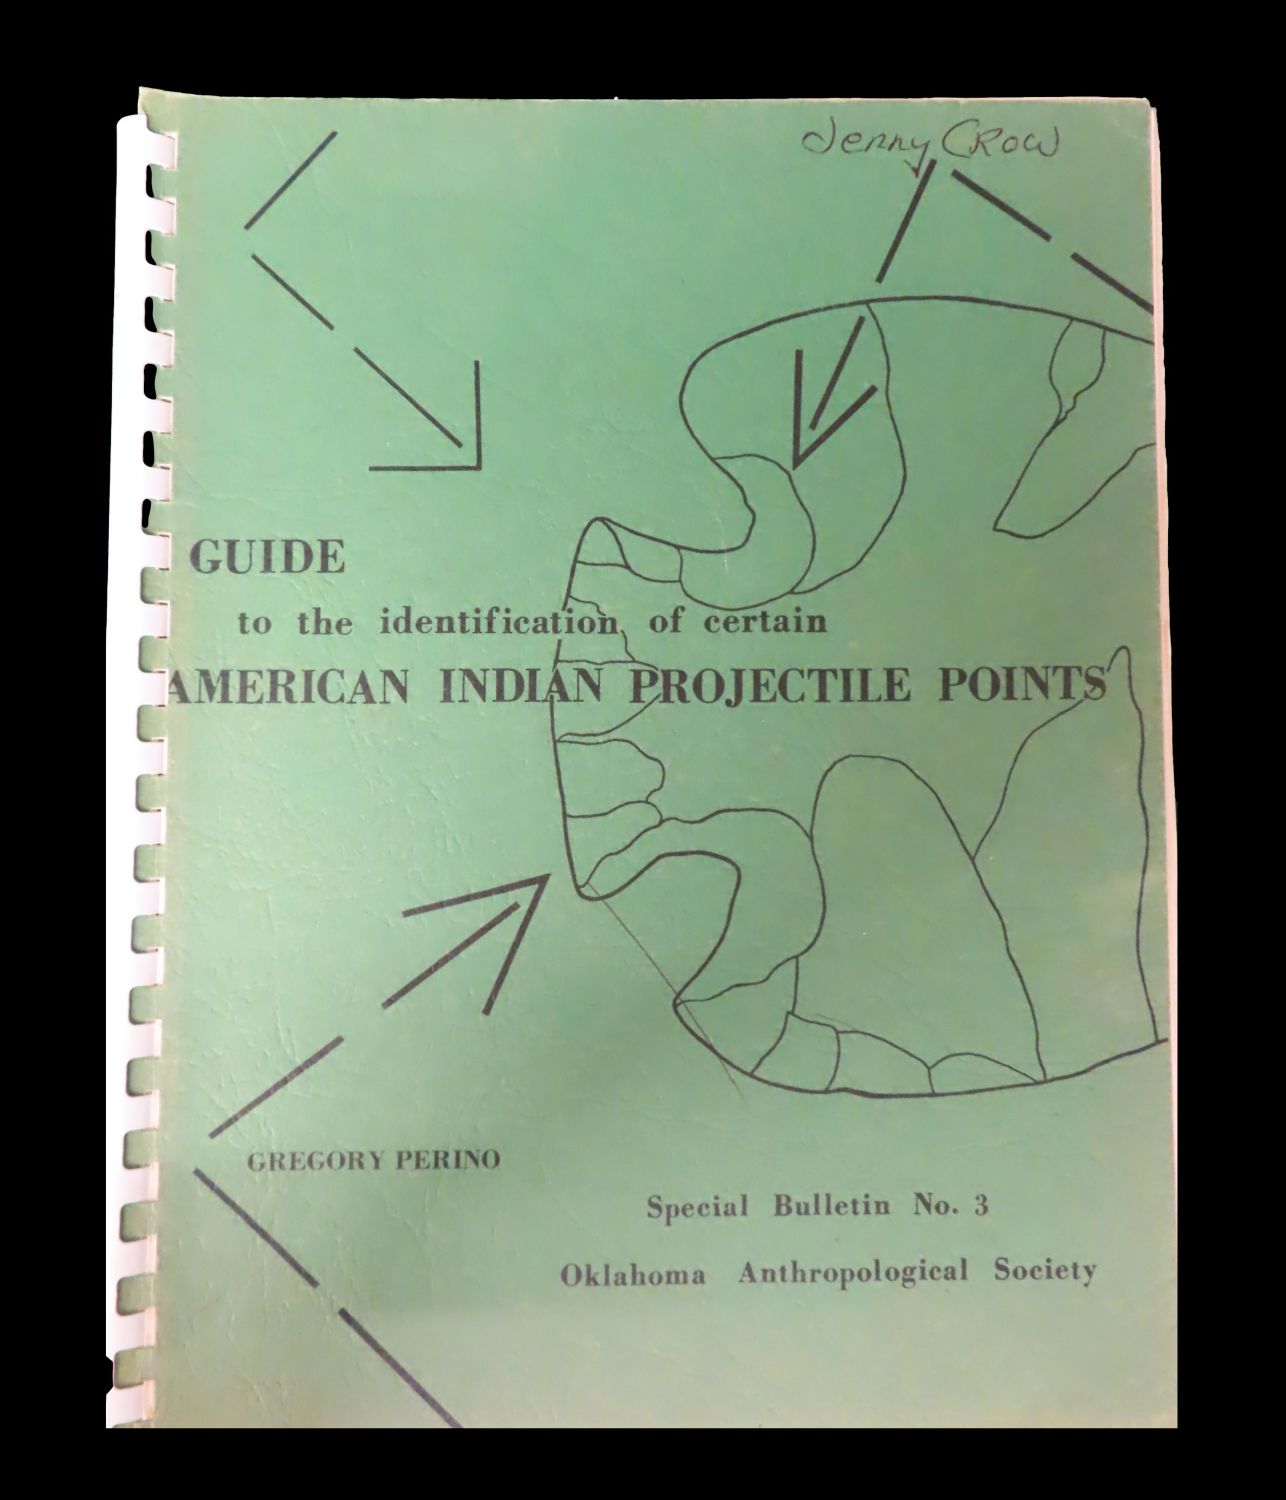 Jenny Crow
GUIDE
to the identification of certain
AMERICAN INDIAN PROJECTILE POINTS
GREGORY PERINO
Special Bulletin No. 3
Oklahoma Anthropological Society